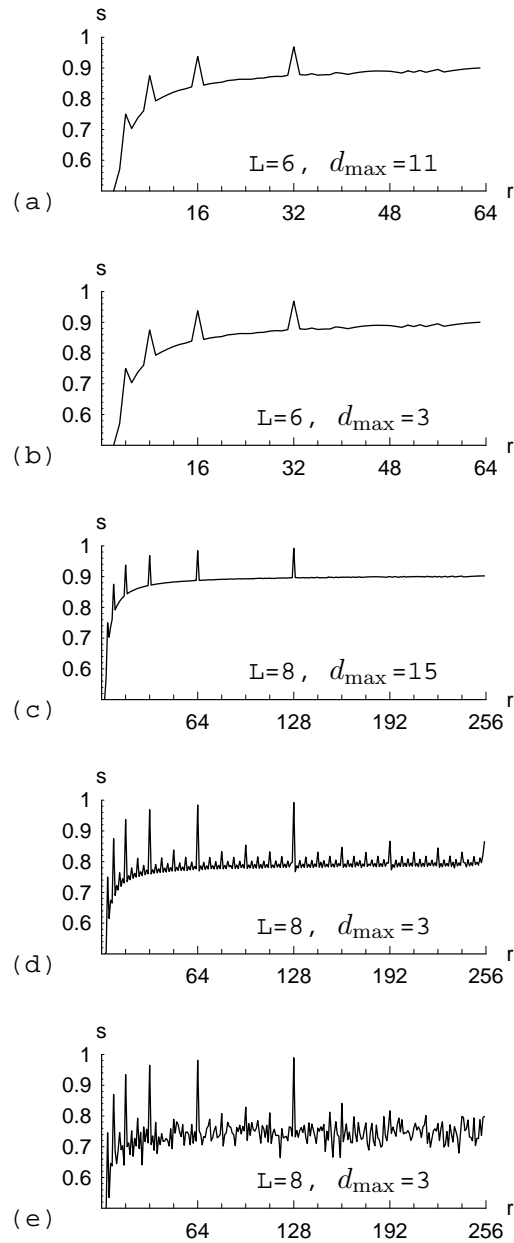 s
1
0.9
0.8
0.7
0.6
L=6, dmax=11
(a)
16 32 48 64
r
s
1
0.9
0.8
0.7
0.6
L=6, dmax=3
(b)
16 32 48 64
r
s
1
0.9
0.8
0.7
0.6
L=8, dmax=15
(c)
64 128 192 256
r
s
1
0.9
0.8
0.7
0.6
L=8, dmax=3
(d)
64 128 192 256
r
s
1
0.9
0.8
0.7
0.6
L=8, dmax=3
(e)
64 128 192 256
r